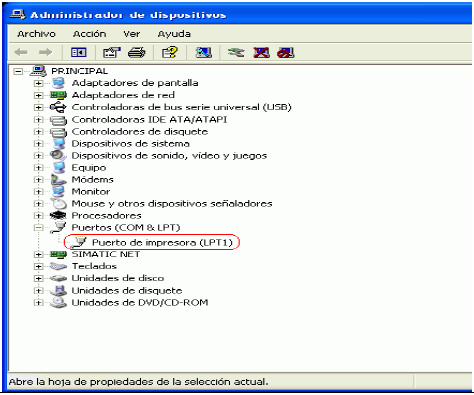 Administrador de dispositivos
Archivo Acción Ver Ayuda
PRINCIPAL
Adaptadores de pantalla
Adaptadores de red
Controladoras de bus serie universal (USB)
Controladoras IDE ATA/ATAPI
Controladores de disquete
Dispositivos de sistema
Dispositivos de sonido, vídeo y juegos
Equipo
Módems
Monitor
Mouse y otros dispositivos señaladores
Procesadores
Puertos (COM & LPT)
Puerto de impresora (LPT1)
SIMATIC NET
Teclados
Unidades de disco
Unidades de disquete
Unidades de DVD/CD-ROM
Abre la hoja de propiedades de la selección actual.